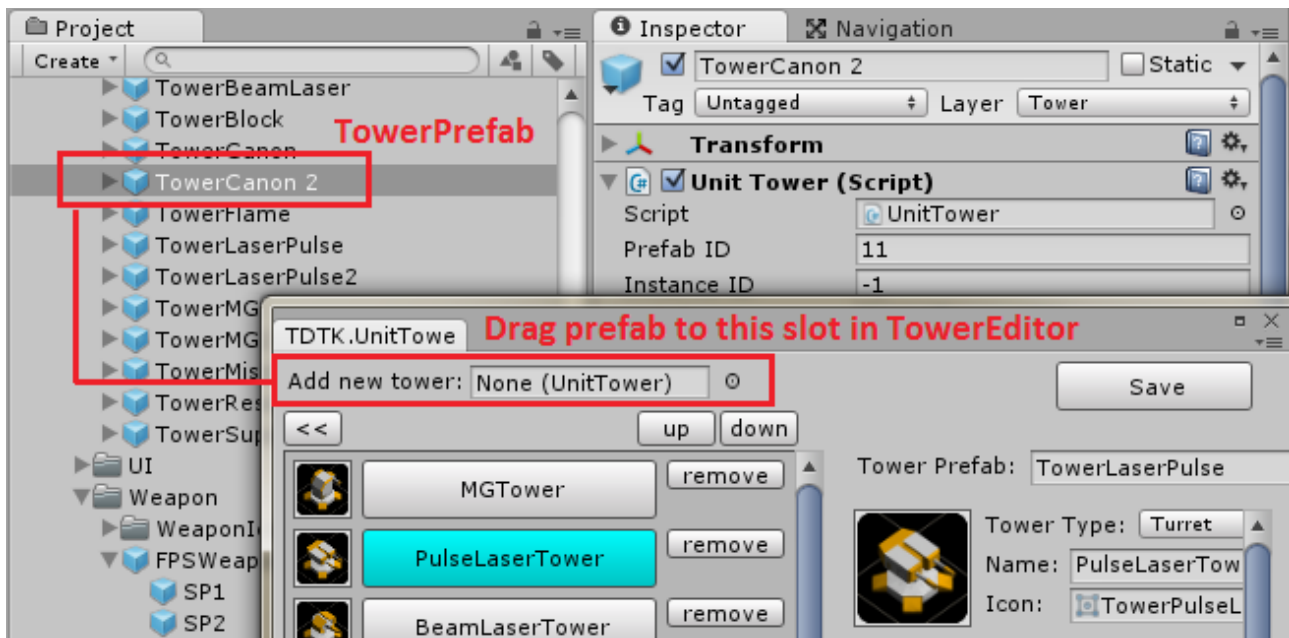 Project
Create
TowerBeamLaser
TowerBlock
TowerCanon
TowerCanon 2
TowerFlame
TowerLaserPulse
TowerLaserPulse2
TowerMG
TowerMG
TowerMis
TowerRes
TowerSup
UI
Weapon
WeaponI
FPSWeap
SP1
SP2
TowerPrefab
Inspector
Navigation
TowerCanon 2
Static
Tag Untagged Layer Tower
Transform
Unit Tower (Script)
Script UnitTower
Prefab ID 11
Instance ID -1
TDTK.UnitTowe
Drag prefab to this slot in TowerEditor
Add new tower: None (UnitTower)
Save
<< up down
MGTower remove
PulseLaserTower remove
BeamLaserTower remove
Tower Prefab: TowerLaserPulse
Tower Type: Turret
Name: PulseLaserTow
Icon: TowerPulseL